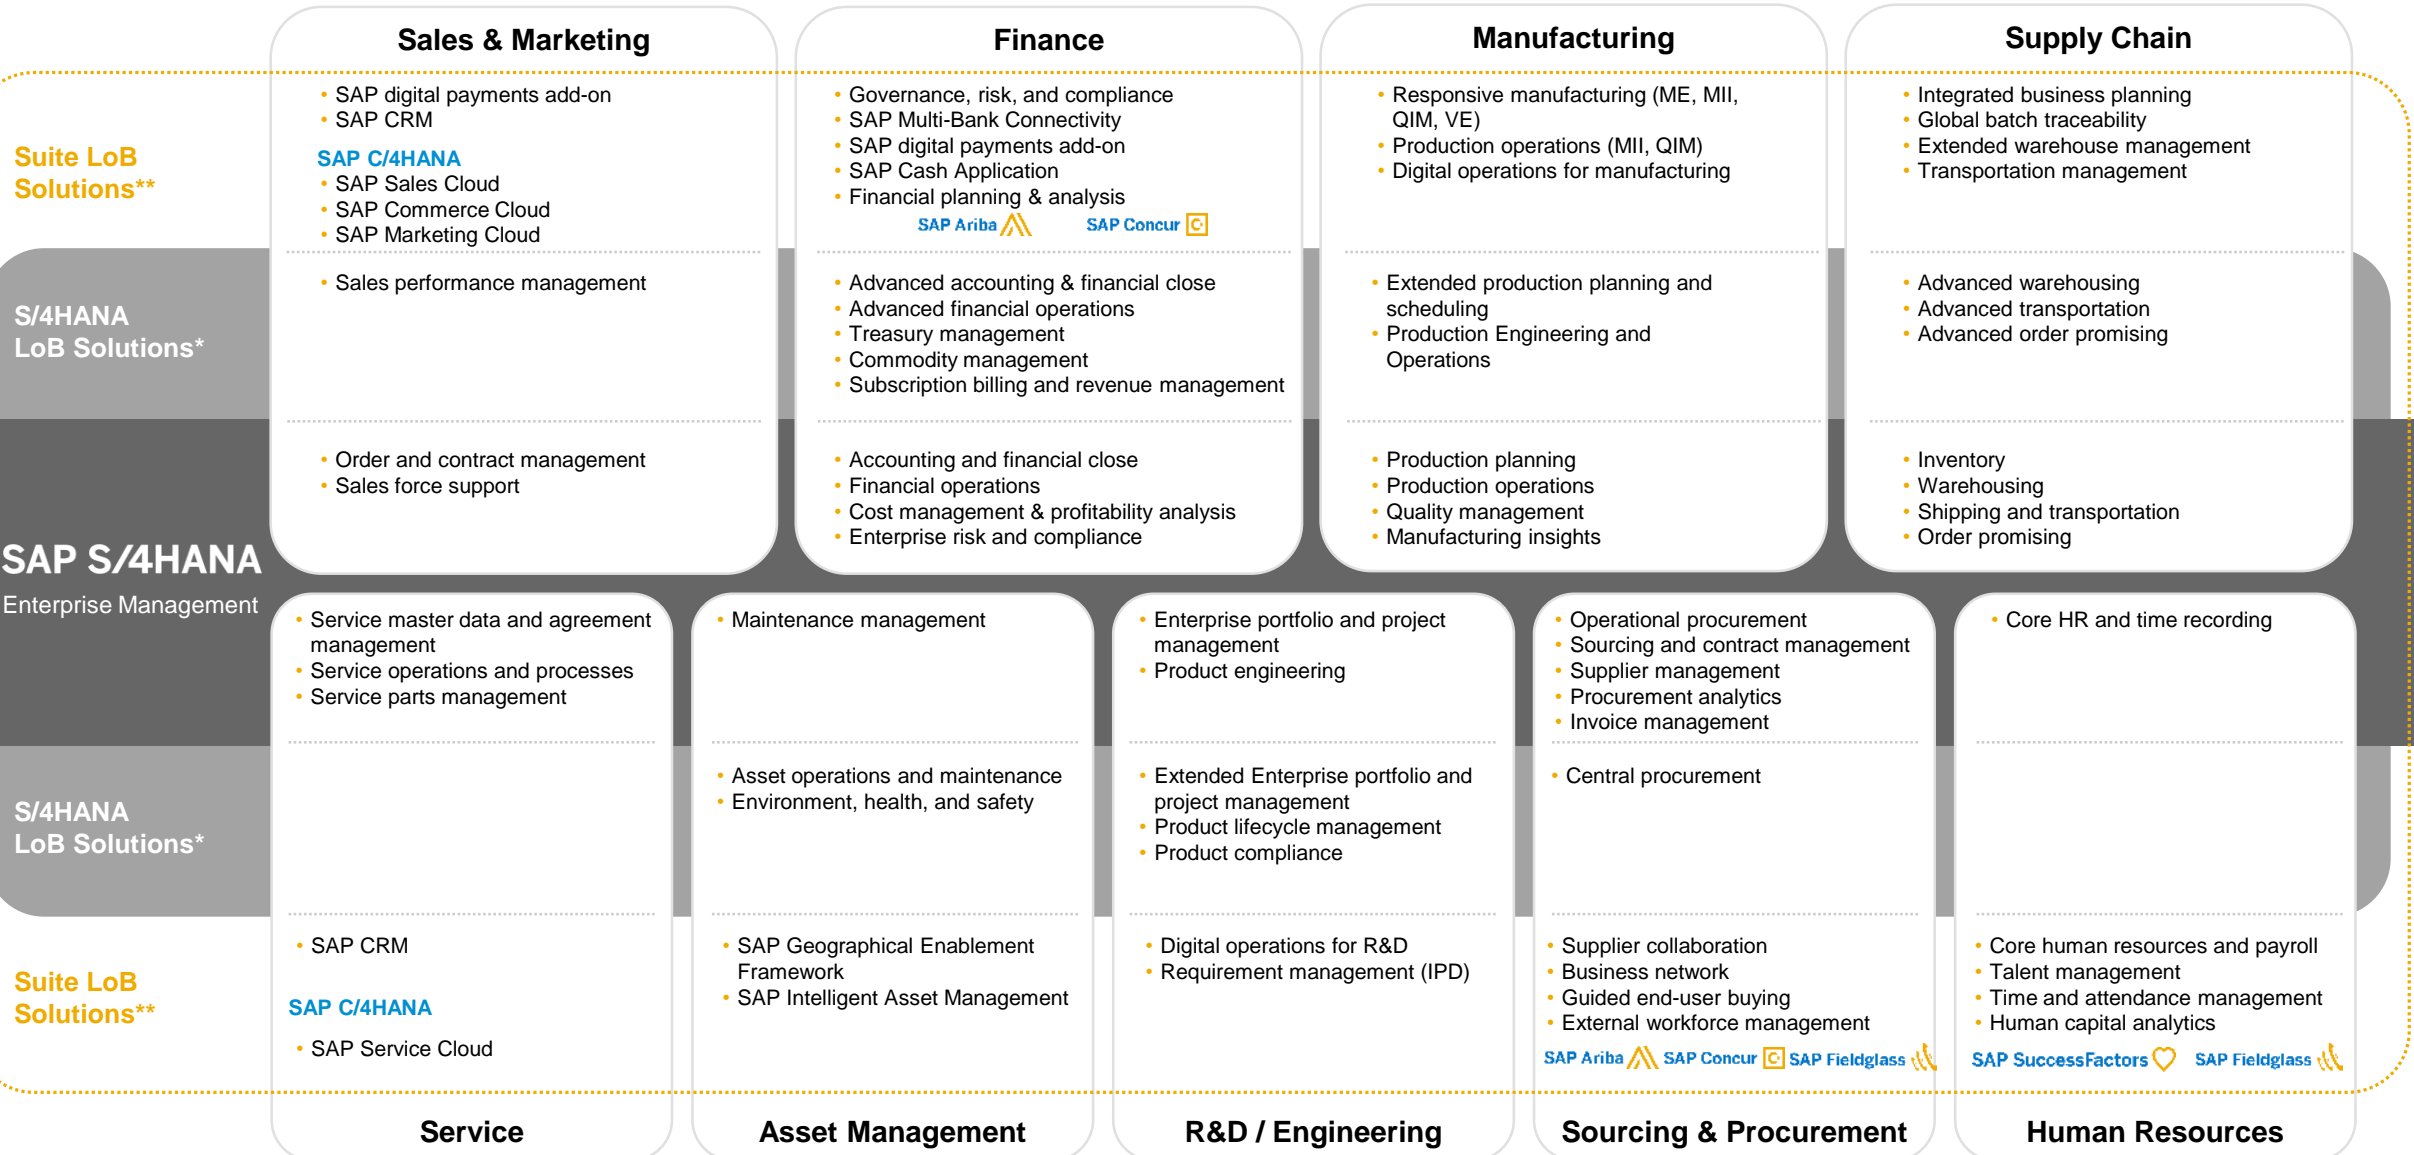 Sales & Marketing
• SAP digital payments add-on
• SAP CRM
SAP C/4HANA
• SAP Sales Cloud
• SAP Commerce Cloud
• SAP Marketing Cloud
• Sales performance management
• Order and contract management
• Sales force support
Finance
• Governance, risk, and compliance
• SAP Multi-Bank Connectivity
• SAP digital payments add-on
• SAP Cash Application
• Financial planning & analysis
SAP Ariba SAP Concur
• Advanced accounting & financial close
• Advanced financial operations
• Treasury management
• Commodity management
• Subscription billing and revenue management
• Accounting and financial close
• Financial operations
• Cost management & profitability analysis
• Enterprise risk and compliance
Manufacturing
• Responsive manufacturing (ME, MII,
QIM, VE)
• Production operations (MII, QIM)
• Digital operations for manufacturing
• Extended production planning and
scheduling
• Production Engineering and
Operations
• Production planning
• Production operations
• Quality management
• Manufacturing insights
Supply Chain
• Integrated business planning
• Global batch traceability
• Extended warehouse management
• Transportation management
• Advanced warehousing
• Advanced transportation
• Advanced order promising
• Inventory
• Warehousing
• Shipping and transportation
• Order promising
Suite LoB
Solutions**
S/4HANA
LoB Solutions*
SAP S/4HANA
Enterprise Management
S/4HANA
LoB Solutions*
Suite LoB
Solutions**
• Service master data and agreement
management
• Service operations and processes
• Service parts management
• SAP CRM
SAP C/4HANA
• SAP Service Cloud
Service
• Maintenance management
• Asset operations and maintenance
• Environment, health, and safety
• SAP Geographical Enablement
Framework
• SAP Intelligent Asset Management
Asset Management
• Enterprise portfolio and project
management
• Product engineering
• Extended Enterprise portfolio and
project management
• Product lifecycle management
• Product compliance
• Digital operations for R&D
• Requirement management (IPD)
R&D / Engineering
• Operational procurement
• Sourcing and contract management
• Supplier management
• Procurement analytics
• Invoice management
• Central procurement
• Supplier collaboration
• Business network
• Guided end-user buying
• External workforce management
SAP Ariba SAP Concur SAP Fieldglass
Sourcing & Procurement
• Core HR and time recording
• Core human resources and payroll
• Talent management
• Time and attendance management
• Human capital analytics
SAP SuccessFactors SAP Fieldglass
Human Resources